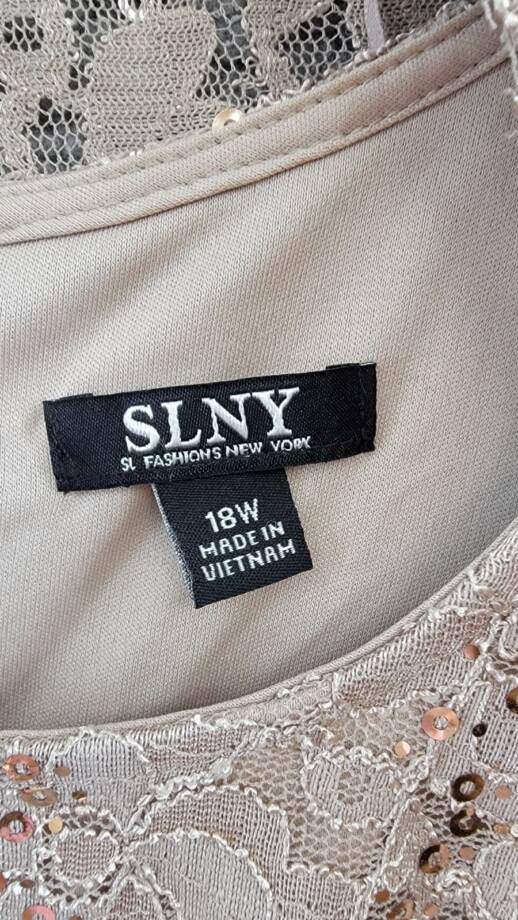 SLNY
SL FASHIONS NEW YORK
18W
MADE IN
VIETNAM